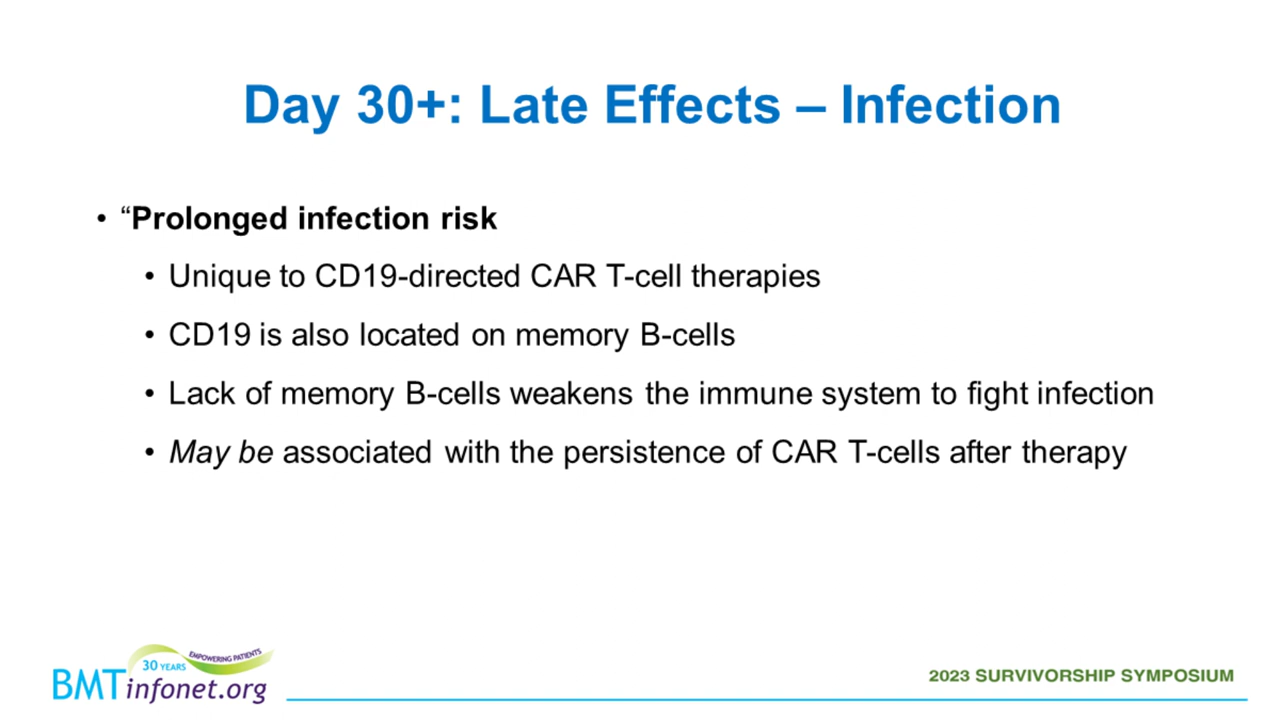 Day 30+: Late Effects – Infection
• “Prolonged infection risk
• Unique to CD19-directed CAR T-cell therapies
• CD19 is also located on memory B-cells
• Lack of memory B-cells weakens the immune system to fight infection
• May be associated with the persistence of CAR T-cells after therapy
30 YEARS EMPOWERING PATIENTS
BMTinfonet.org
2023 SURVIVORSHIP SYMPOSIUM